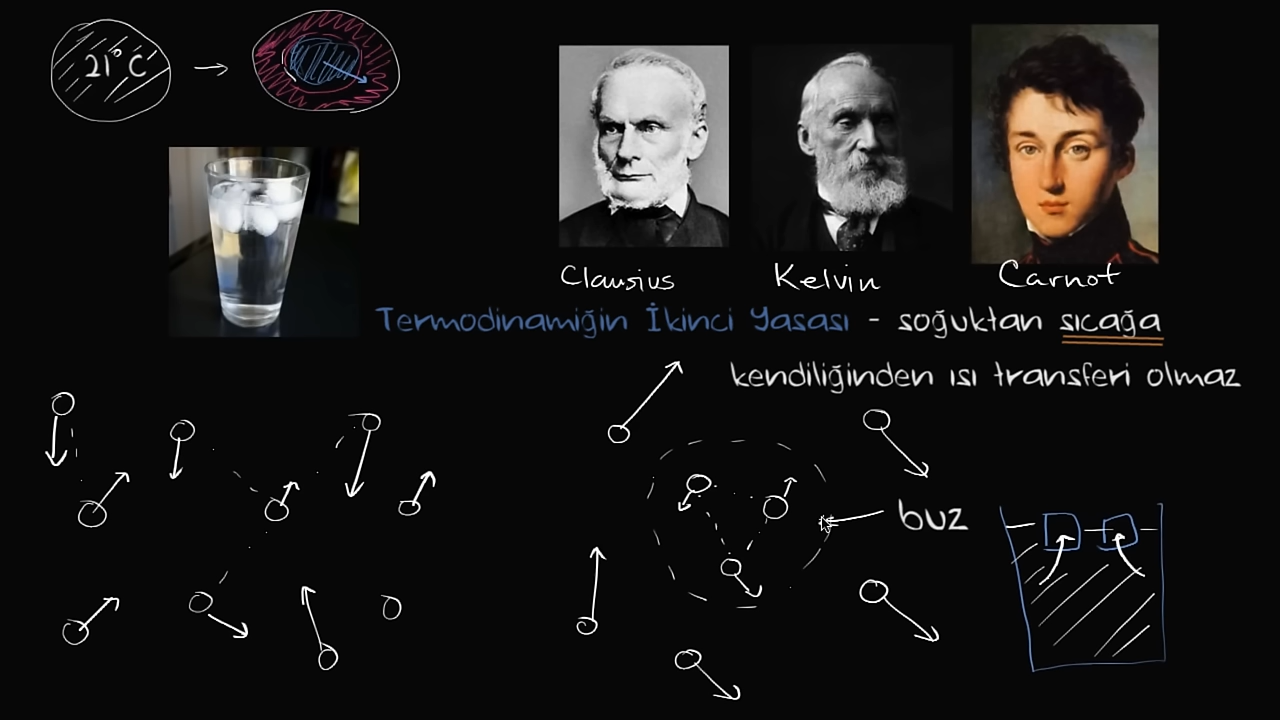 21°C
Clausius
Kelvin
Carnot
Termodinamiğin İkinci Yasası - soğuktan sıcağa
kendiliğinden ısı transferi olmaz
buz